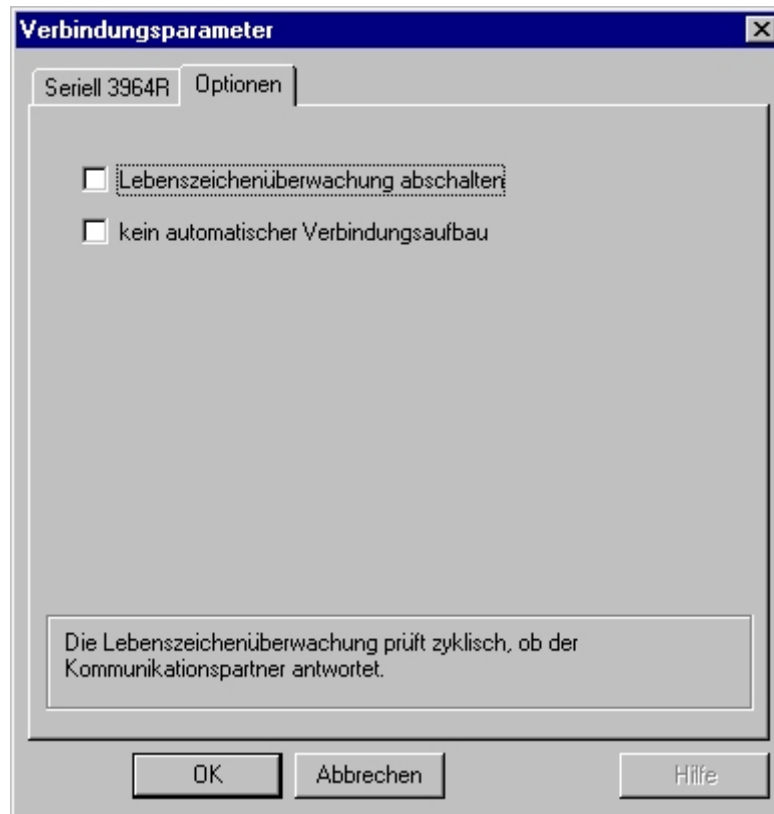 Verbindungsparameter
Seriell 3964R
Optionen
Lebenszeichenüberwachung abschalten
kein automatischer Verbindungsaufbau
Die Lebenszeichenüberwachung prüft zyklisch, ob der
Kommunikationspartner antwortet.
OK
Abbrechen
Hilfe